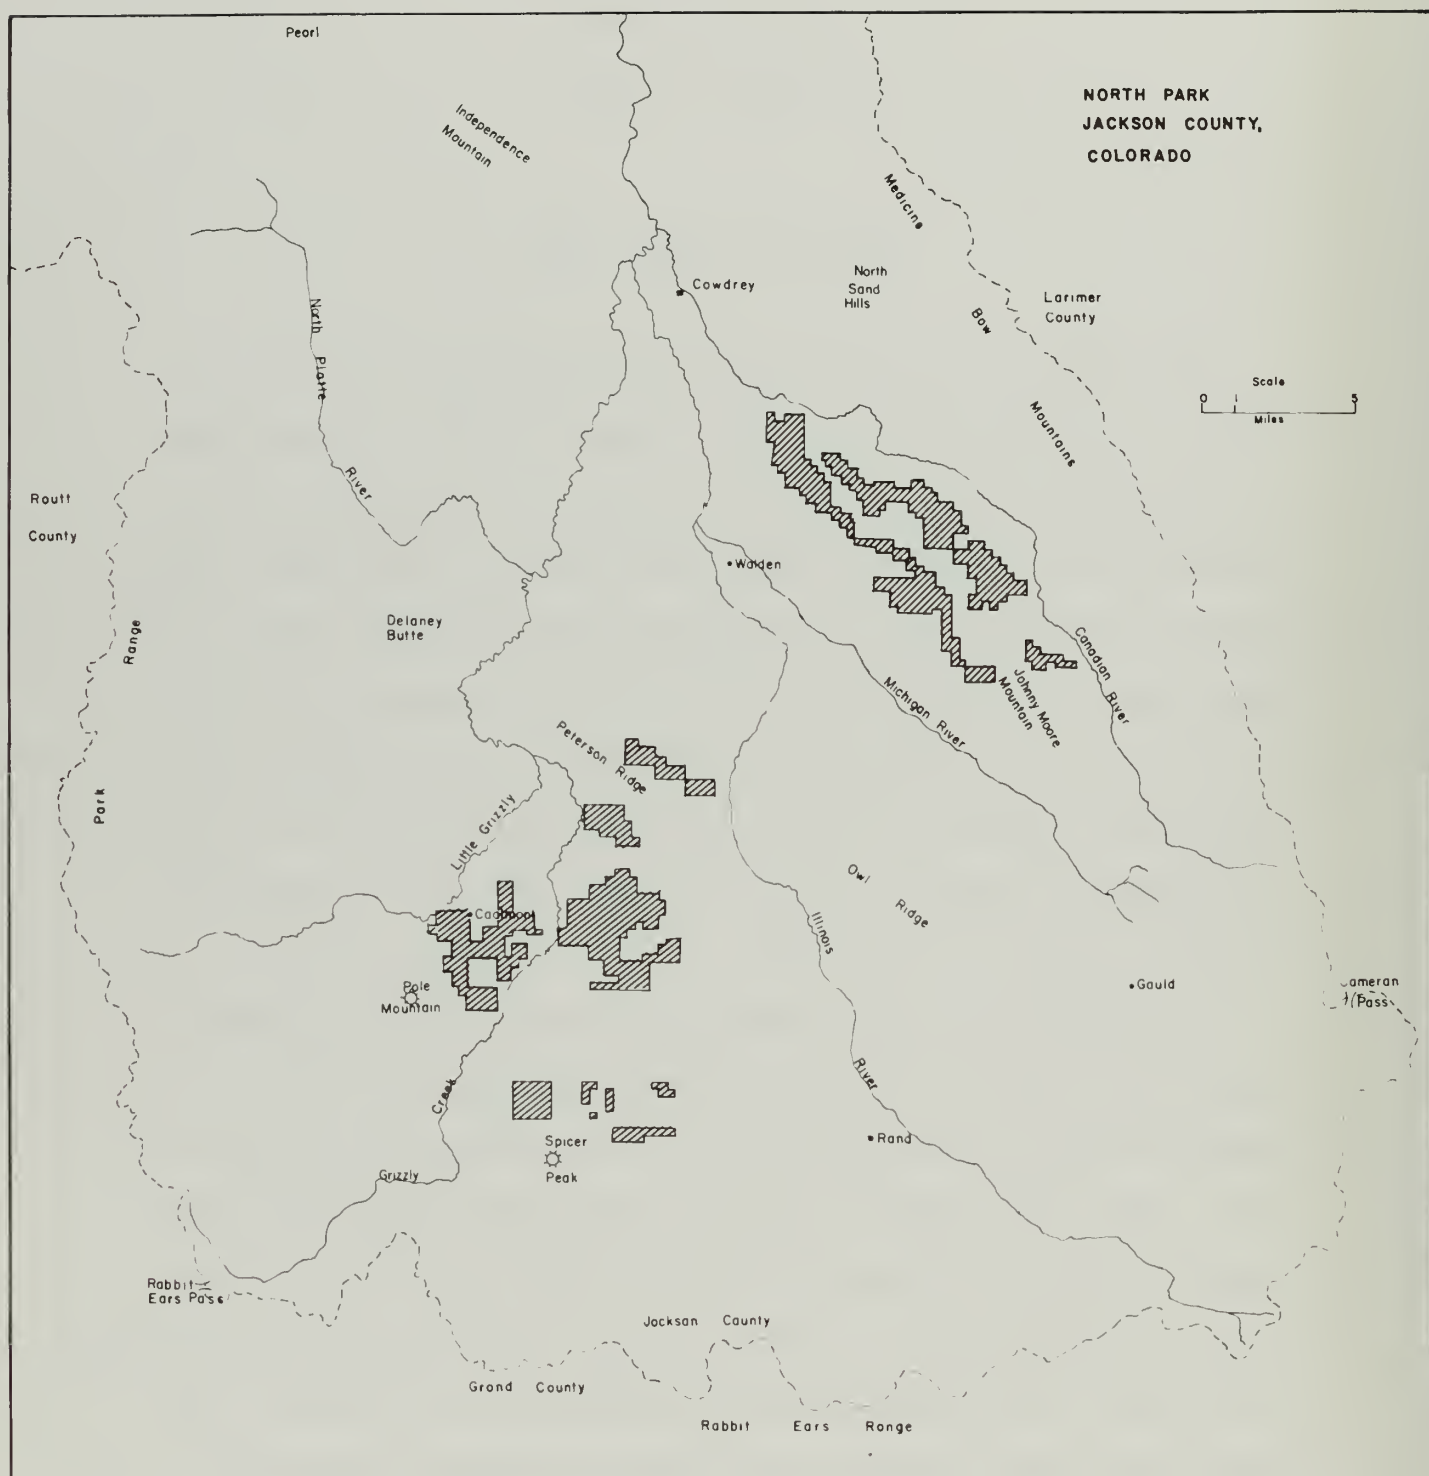 Pearl
NORTH PARK
JACKSON COUNTY,
COLORADO
Independence
Mountain
Medicine
Bow
Mountains
North
Sand
Hills
Larimer
County
Cowdrey
Scale
0 1 5
Miles
North
Platte
River
Routt
County
Walden
Delaney
Butte
Park
Range
Canadian
River
Johnny Moore
Mountain
Michigan River
Peterson Ridge
Little Grizzly
Owl
Ridge
Illinois
River
Pole
Mountain
Gould
Pass
Creek
Grizzly
Spicer
Peak
Rand
Rabbit
Ears Pass
Jackson County
Grand County
Rabbit Ears Range